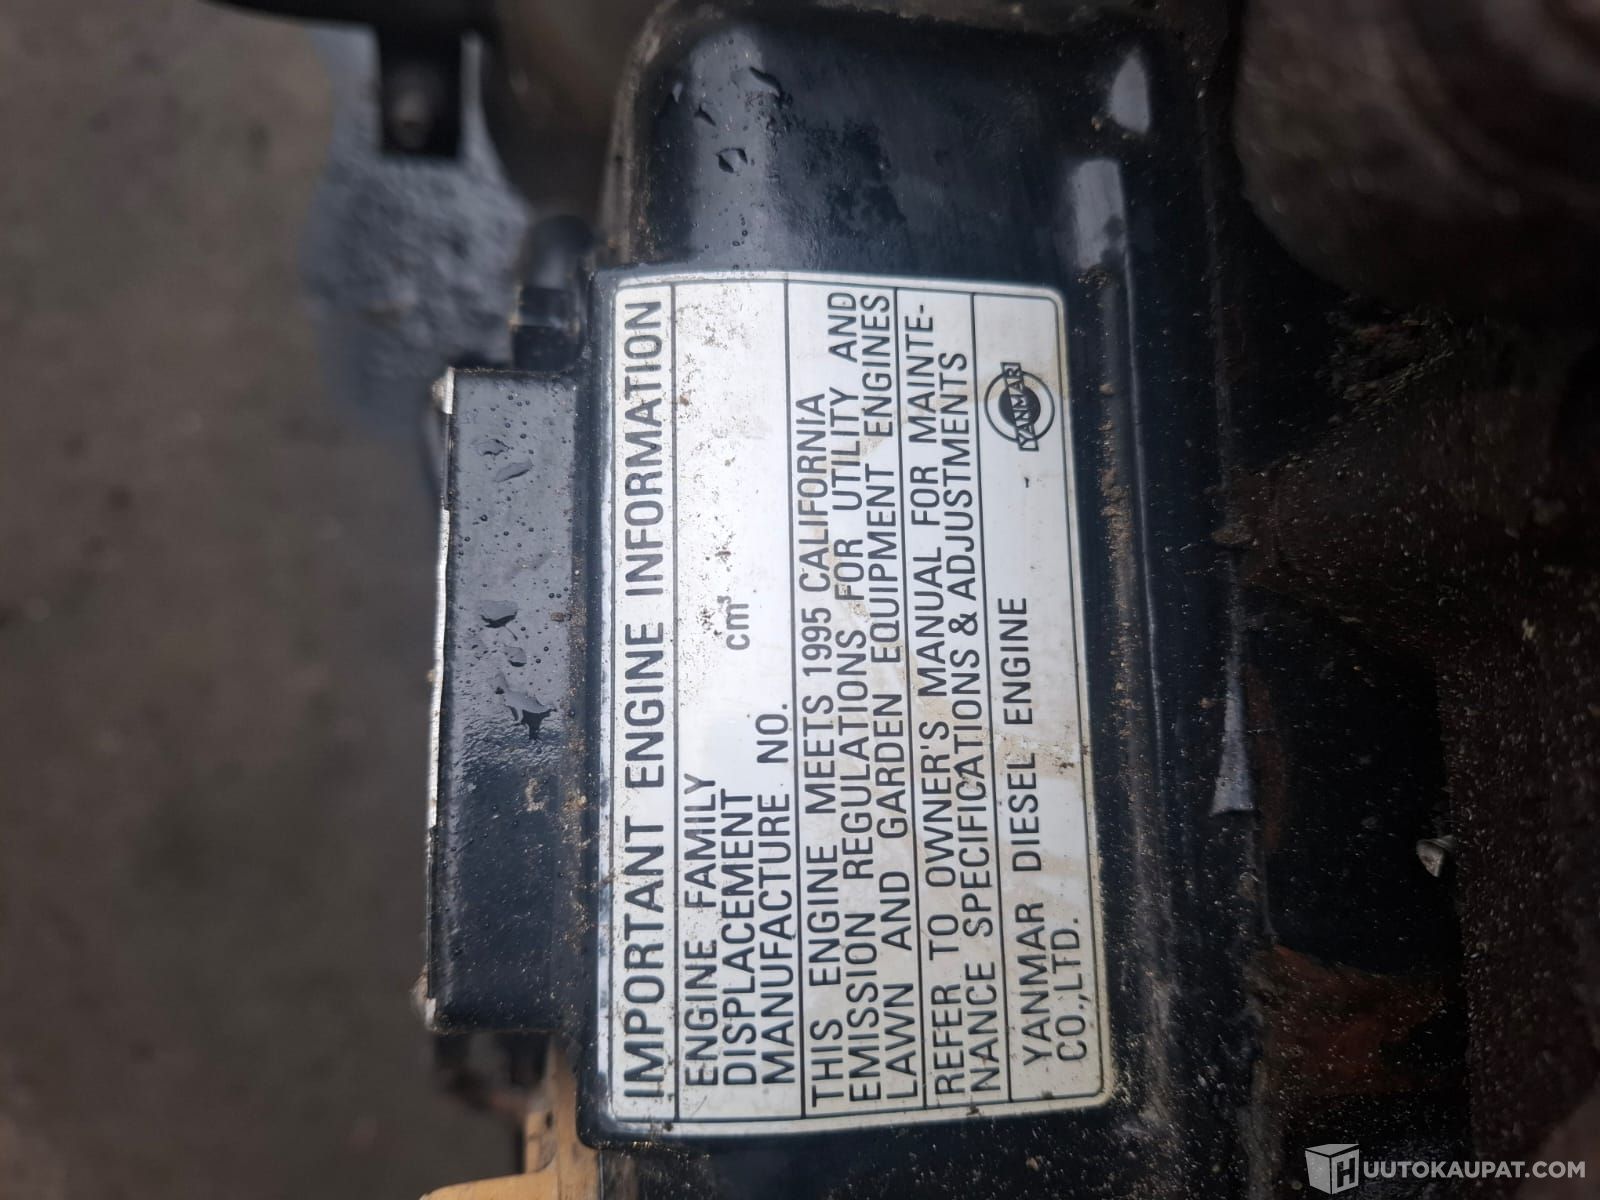 IMPORTANT ENGINE INFORMATION
ENGINE FAMILY
DISPLACEMENT cm³
MANUFACTURE. NO.
THIS ENGINE MEETS 1995 CALIFORNIA
EMISSION REGULATIONS FOR UTILITY AND
LAWN AND GARDEN EQUIPMENT ENGINES
REFER TO OWNER'S MANUAL FOR MAINTE-
NANCE SPECIFICATIONS & ADJUSTMENTS
YANMAR DIESEL ENGINE
CO.,LTD.
YANMAR
HUUTOKAUPAT.COM